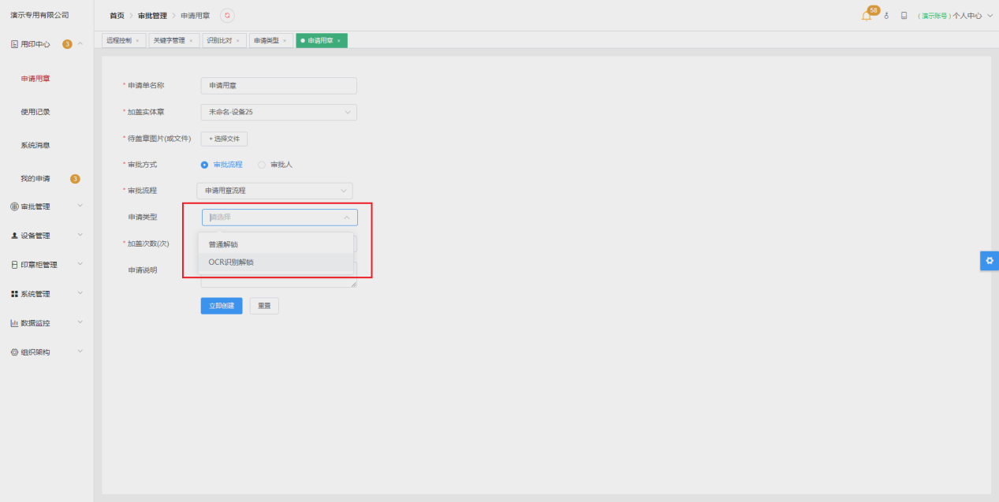 演示专用有限公司
首页 > 审批管理 > 申请用章
58
(演示账号) 个人中心
远程控制 ×
关键字管理 ×
识别比对 ×
申请类型 ×
申请用章 ×
用印中心 3
申请用章
使用记录
系统消息
我的申请 3
审批管理
设备管理
印章柜管理
系统管理
数据监控
组织架构
* 申请单名称 申请用章
* 加盖实体章 未命名-设备25
* 待盖章图片(或文件) + 选择文件
* 审批方式 审批流程 审批人
* 审批流程 申请用章流程
申请类型 请选择
普通解锁
OCR识别解锁
* 加盖次数(次)
申请说明
立即创建 重置